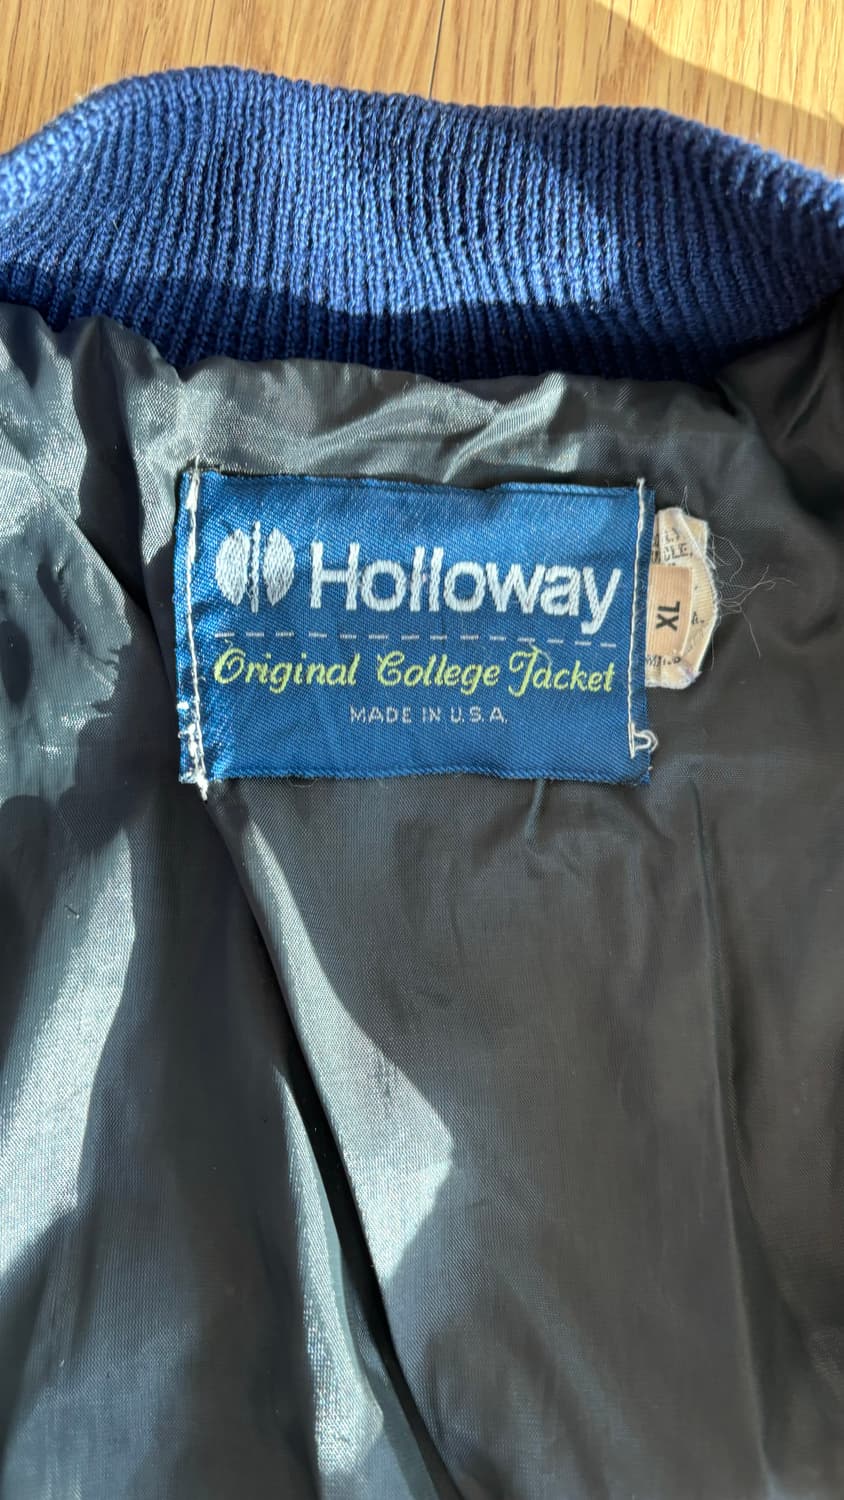 Holloway
Original College Jacket
MADE IN U.S.A.
XL